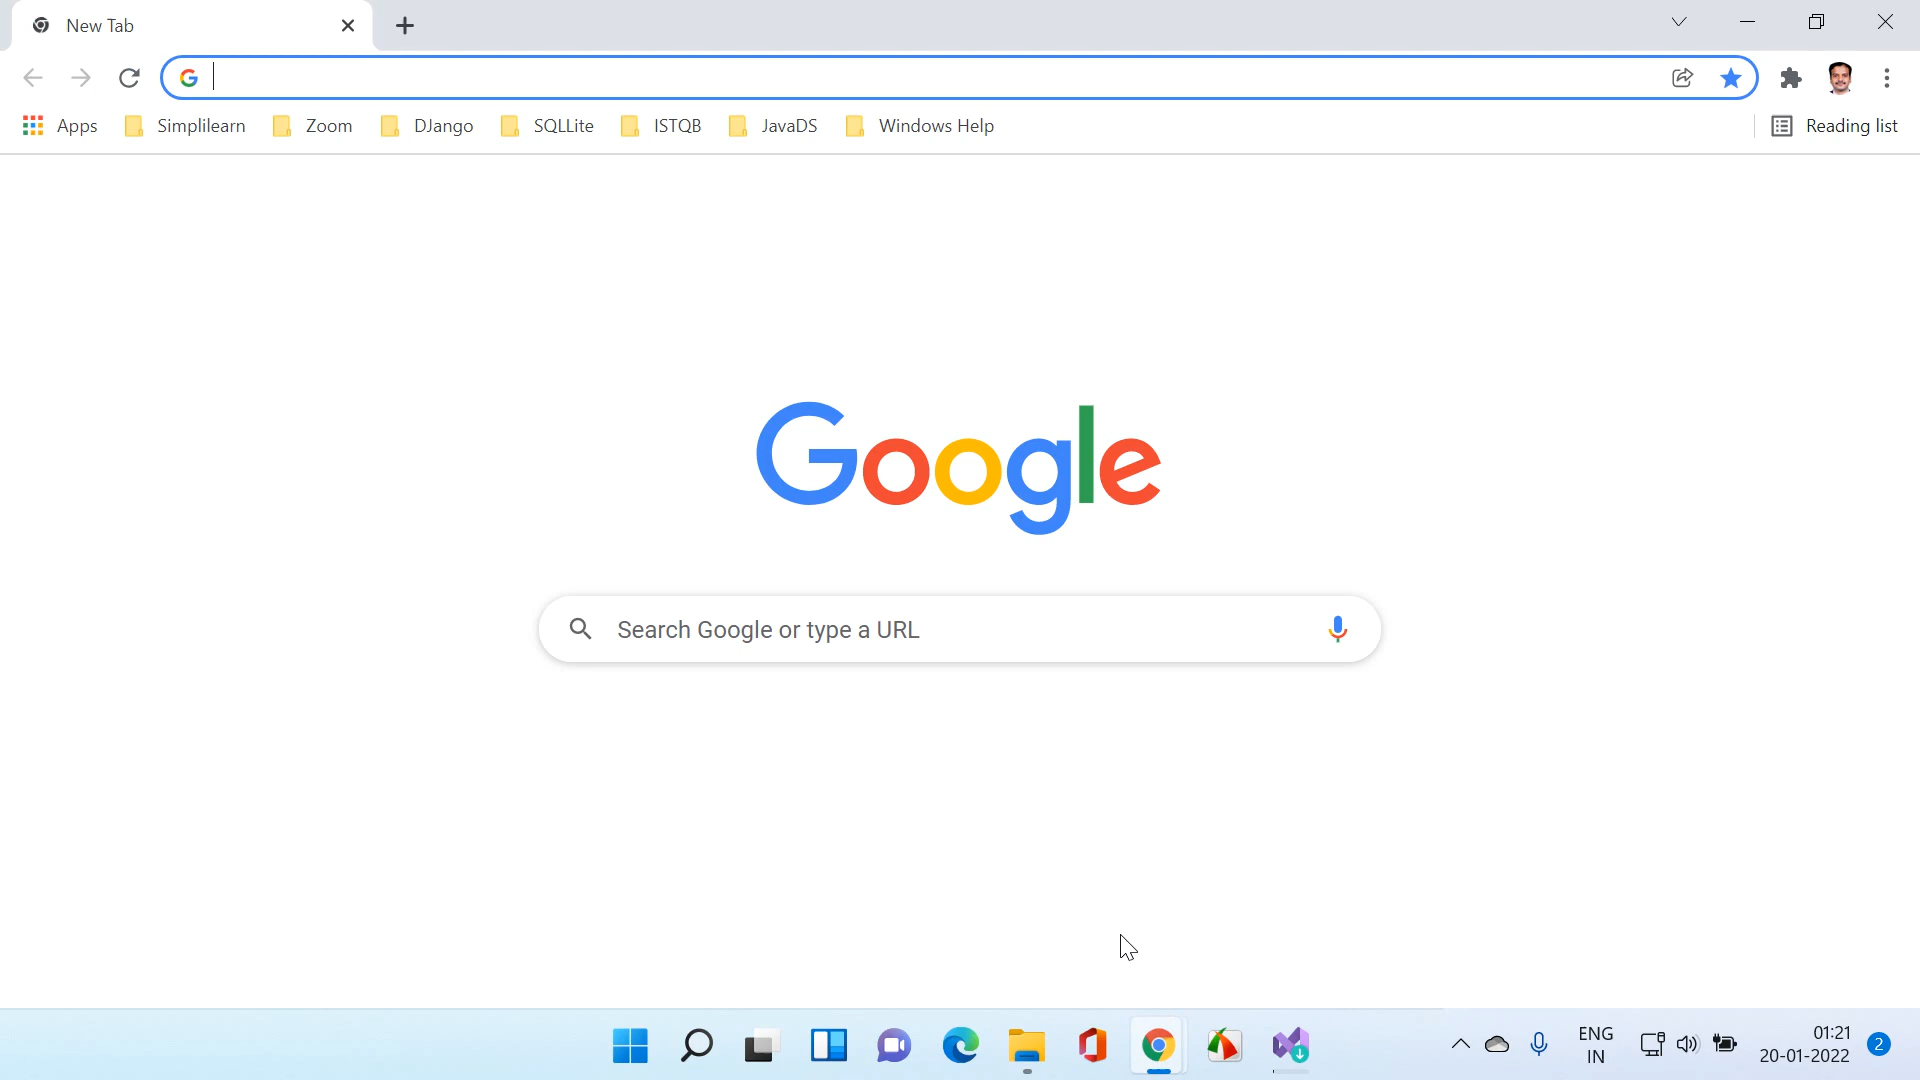 New Tab
Apps Simplilearn Zoom DJango SQLLite ISTQB JavaDS Windows Help Reading list
Google
Search Google or type a URL
ENG
IN
01:21
20-01-2022
2